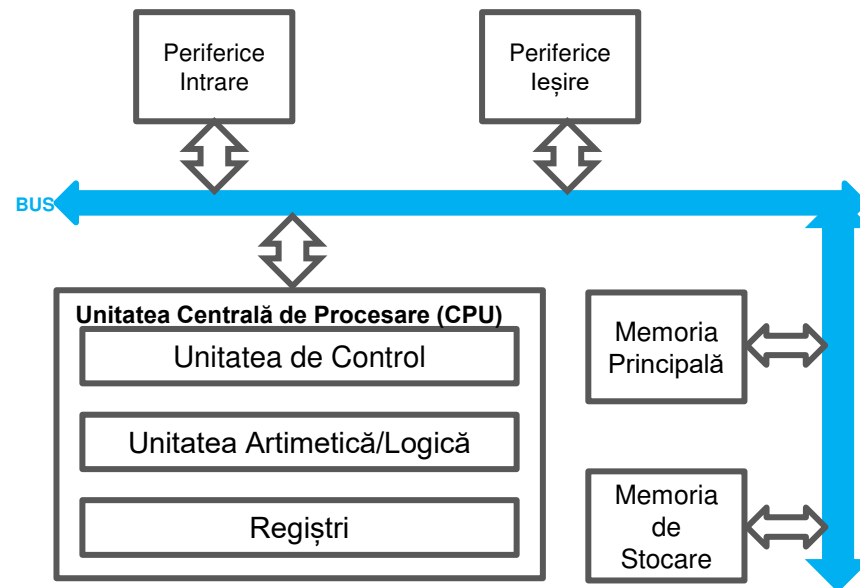 Periferice
Intrare
Periferice
Ieșire
BUS
Unitatea Centrală de Procesare (CPU)
Unitatea de Control
Unitatea Artimetică/Logică
Regiștri
Memoria
Principală
Memoria
de
Stocare